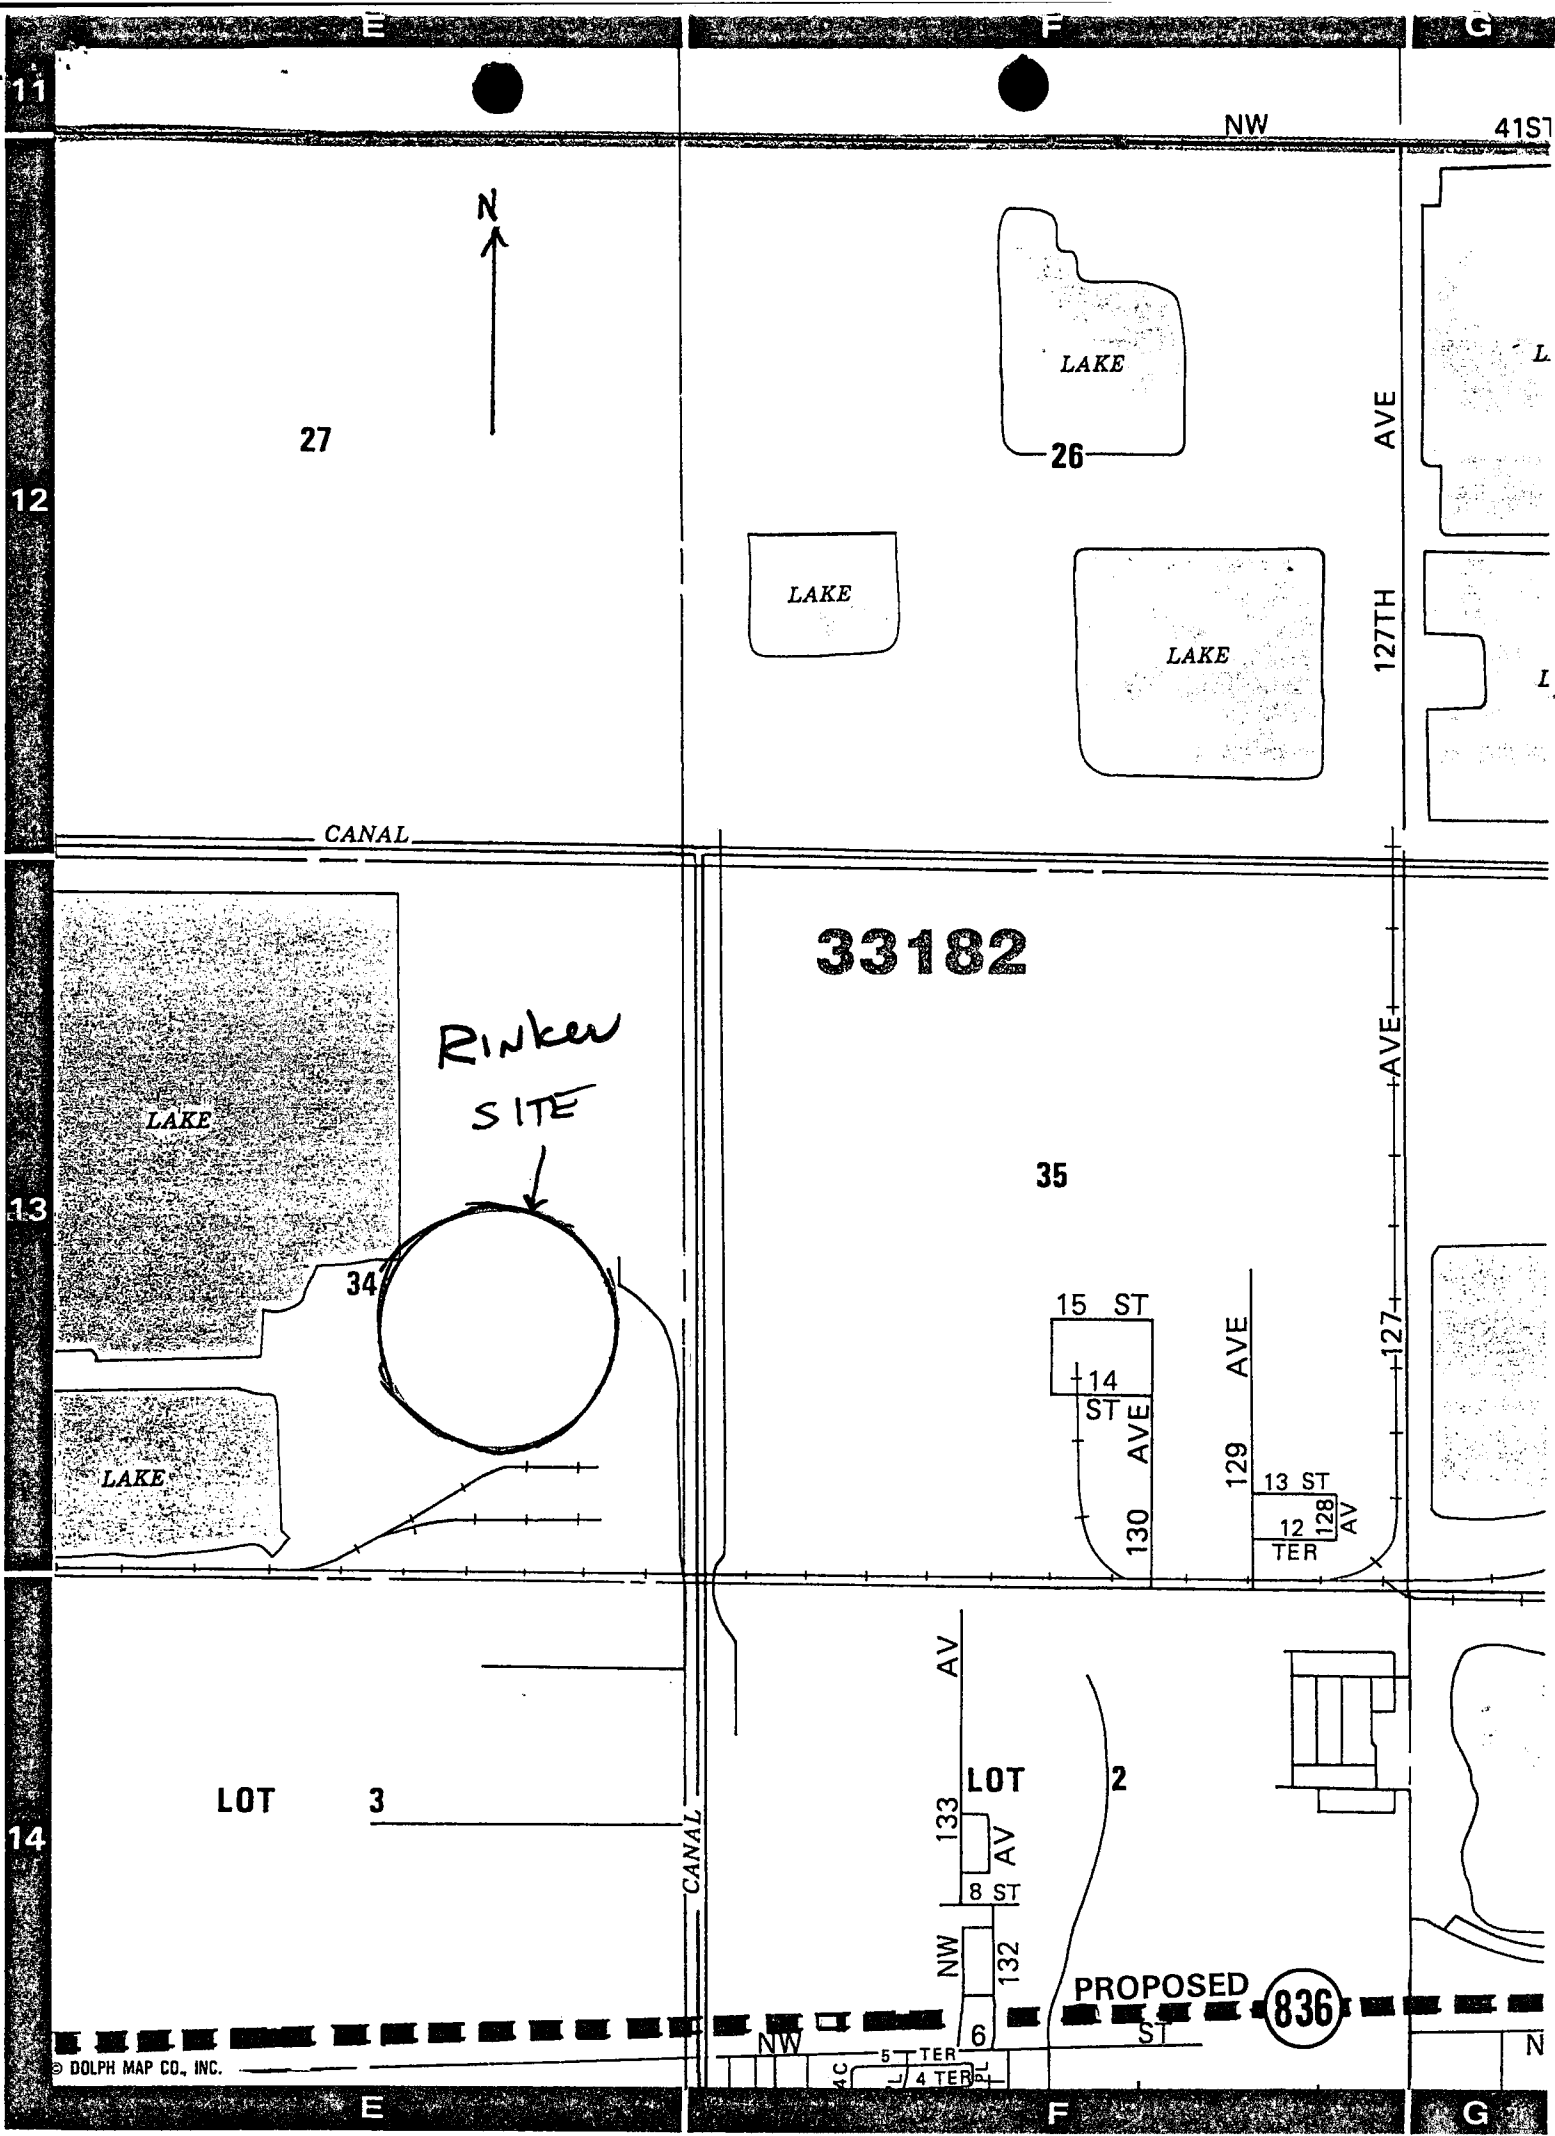 E F G
11
NW 41ST
N
LAKE
L
AVE
27
26
12
LAKE
LAKE
127TH
L
CANAL
33182
RINKER
SITE
AVE
LAKE
35
13
34
15 ST
AVE
127
14
ST
AVE
129
LAKE
13 ST
130
12
TER
128
AV
AV
LOT 3
LOT 2
133
AV
14
CANAL
8 ST
NW
132
PROPOSED
836
6
ST
NW
N
© DOLPH MAP CO., INC.
5 TER
4 TER
PL
E F G